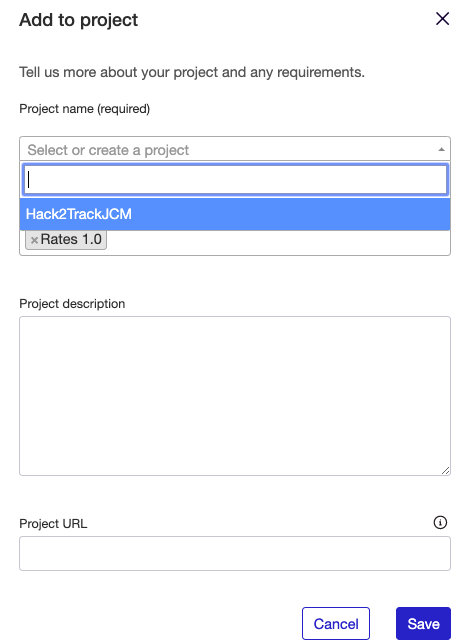 Add to project
Tell us more about your project and any requirements.
Project name (required)
Select or create a project
Hack2TrackJCM
× Rates 1.0
Project description
Project URL
Cancel
Save